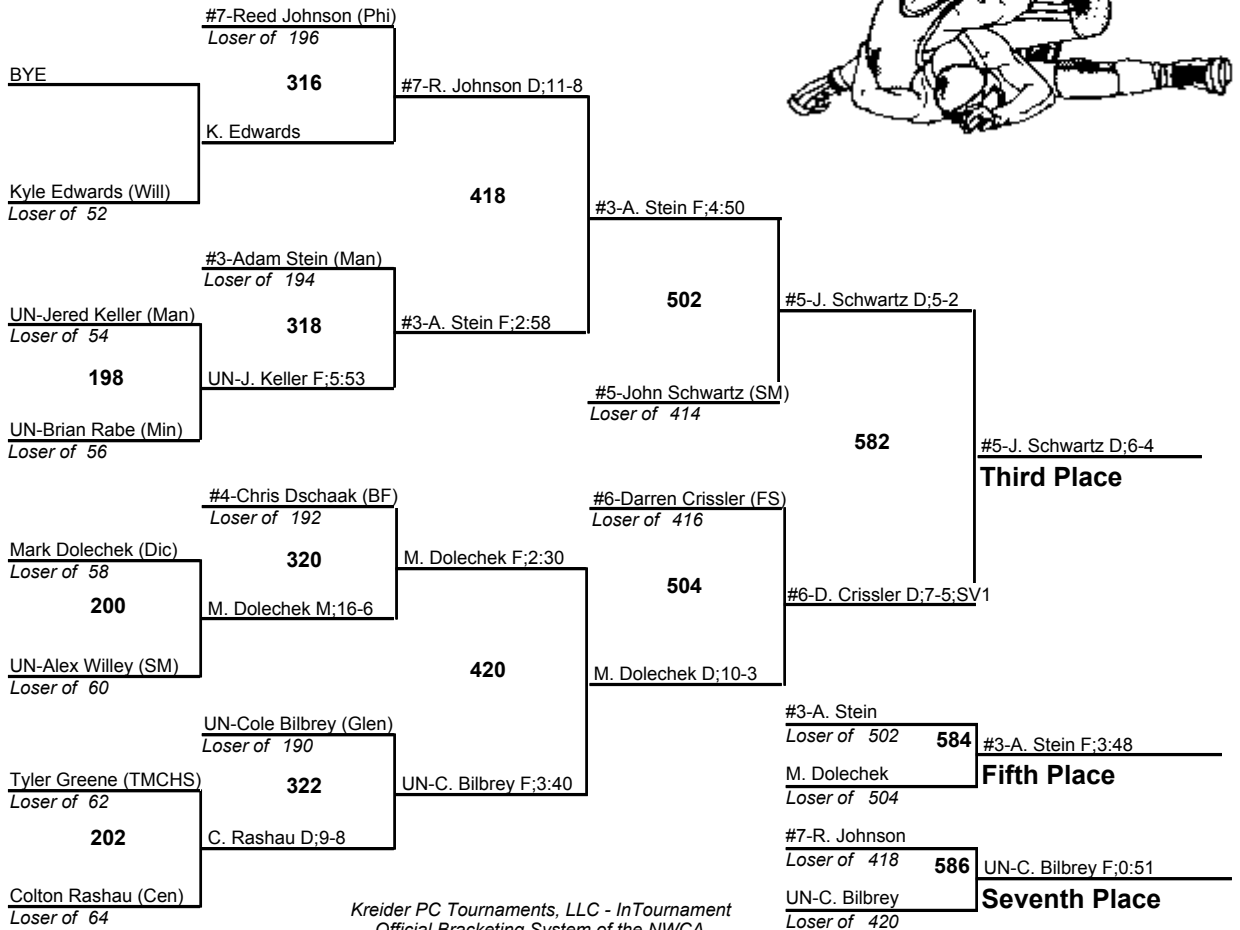 #7-Reed Johnson (Phi)
Loser of 196
BYE
316
#7-R. Johnson D;11-8
K. Edwards
Kyle Edwards (Will)
Loser of 52
418
#3-A. Stein F;4:50
#3-Adam Stein (Man)
Loser of 194
UN-Jered Keller (Man)
Loser of 54
318
#3-A. Stein F;2:58
502
#5-J. Schwartz D;5-2
198
UN-J. Keller F;5:53
#5-John Schwartz (SM)
Loser of 414
UN-Brian Rabe (Min)
Loser of 56
582
#5-J. Schwartz D;6-4
Third Place
#4-Chris Dschaak (BF)
Loser of 192
#6-Darren Crissler (FS)
Loser of 416
Mark Dolechek (Dic)
Loser of 58
320
M. Dolechek F;2:30
504
200
M. Dolechek M;16-6
#6-D. Crissler D;7-5;SV1
UN-Alex Willey (SM)
Loser of 60
420
M. Dolechek D;10-3
UN-Cole Bilbrey (Glen)
Loser of 190
#3-A. Stein
Loser of 502
584
#3-A. Stein F;3:48
Fifth Place
M. Dolechek
Loser of 504
Tyler Greene (TMCHS)
Loser of 62
322
UN-C. Bilbrey F;3:40
202
C. Rashau D;9-8
#7-R. Johnson
Loser of 418
586
UN-C. Bilbrey F;0:51
Seventh Place
UN-C. Bilbrey
Loser of 420
Colton Rashau (Cen)
Loser of 64
Kreider PC Tournaments, LLC - InTournament
Official Bracketing System of the NWCA